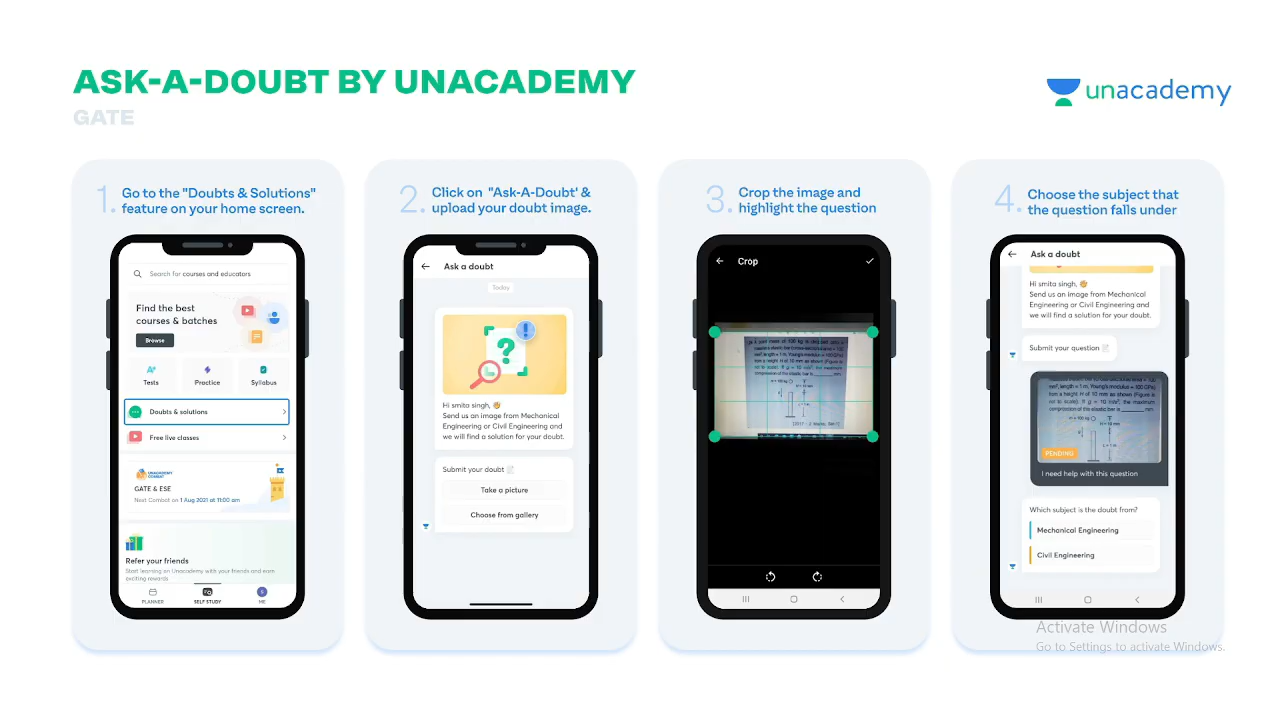 ASK-A-DOUBT BY UNACADEMY
GATE
unacademy
1. Go to the "Doubts & Solutions"
feature on your home screen.
Search for courses and educators
Find the best
courses & batches
Browse
Tests
Practice
Syllabus
Doubts & solutions
Free live classes
UNACADEMY
COMBAT
GATE & ESE
Next Combat on 1 Aug 2021 at 11:00 am
Refer your friends
Start learning on Unacademy with your friends and earn
exciting rewards
PLANNER
SELF STUDY
ME
2. Click on "Ask-A-Doubt' &
upload your doubt image.
Ask a doubt
Today
Hi smita singh,
Send us an image from Mechanical
Engineering or Civil Engineering and
we will find a solution for your doubt.
Submit your doubt
Take a picture
Choose from gallery
3. Crop the image and
highlight the question
Crop
4. Choose the subject that
the question falls under
Ask a doubt
Hi smita singh,
Send us an image from Mechanical
Engineering or Civil Engineering and
we will find a solution for your doubt.
Submit your question
PENDING
I need help with this question
Which subject is the doubt from?
Mechanical Engineering
Civil Engineering
Activate Windows
Go to Settings to activate Windows.